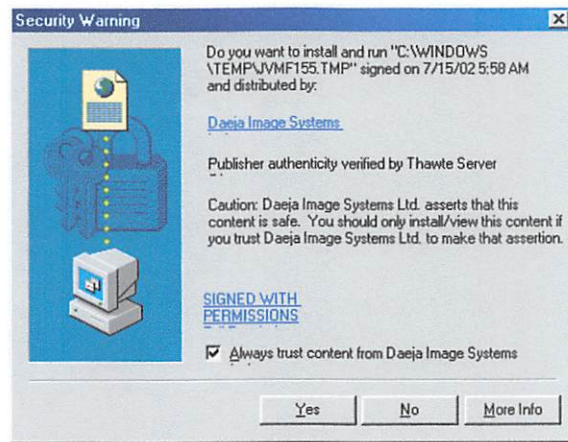 Security Warning
Do you want to install and run "C:\WINDOWS
\TEMP\JVMF155.TMP" signed on 7/15/02 5:58 AM
and distributed by:
Daeja Image Systems
Publisher authenticity verified by Thawte Server
Caution: Daeja Image Systems Ltd. asserts that this
content is safe. You should only install/view this content if
you trust Daeja Image Systems Ltd. to make that assertion.
SIGNED WITH
PERMISSIONS
Always trust content from Daeja Image Systems
Yes
No
More Info